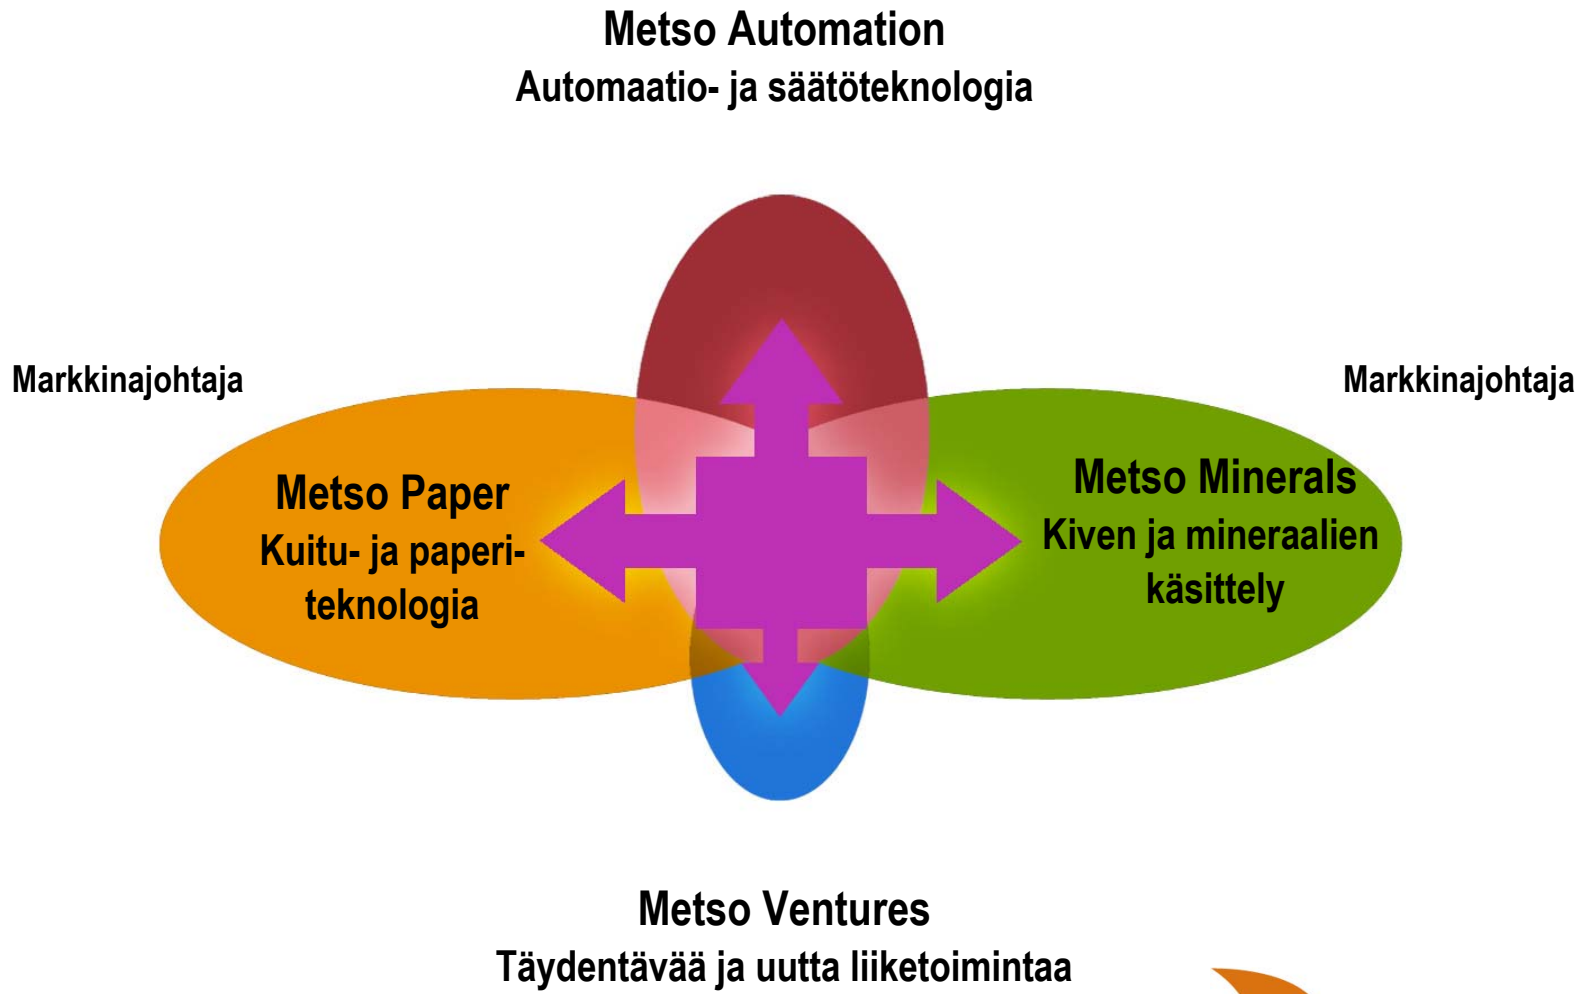 Metso Automation
Automaatio- ja säätöteknologia
Markkinajohtaja
Markkinajohtaja
Metso Paper
Kuitu- ja paperi-
teknologia
Metso Minerals
Kiven ja mineraalien
käsittely
Metso Ventures
Täydentävää ja uutta liiketoimintaa